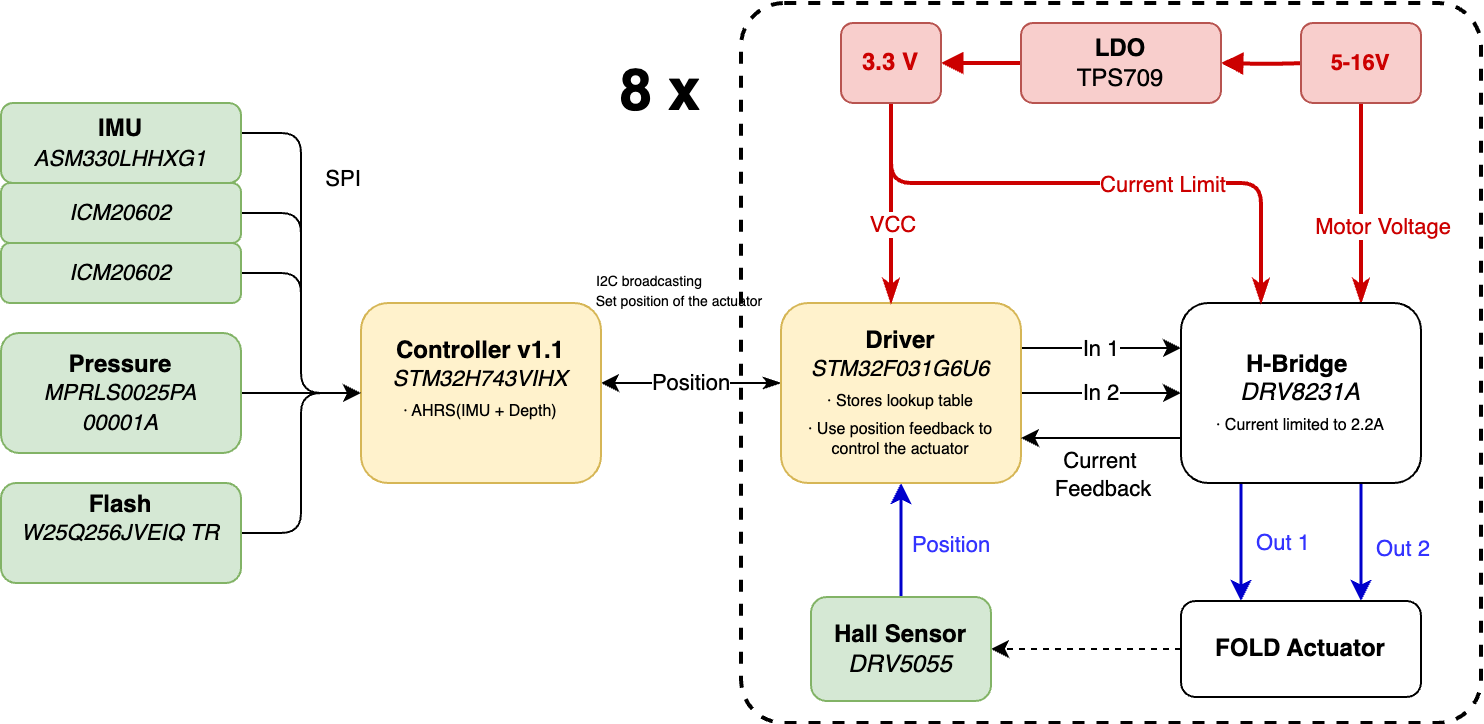 8 x
3.3 V
LDO
TPS709
5-16V
IMU
ASM330LHHXG1
ICM20602
ICM20602
SPI
Pressure
MPRLS0025PA
00001A
Flash
W25Q256JVEIQ TR
Controller v1.1
STM32H743VIHX
· AHRS(IMU + Depth)
I2C broadcasting
Set position of the actuator
Position
VCC
Current Limit
Motor Voltage
Driver
STM32F031G6U6
· Stores lookup table
· Use position feedback to
control the actuator
In 1
In 2
Current
Feedback
H-Bridge
DRV8231A
· Current limited to 2.2A
Position
Out 1
Out 2
Hall Sensor
DRV5055
FOLD Actuator